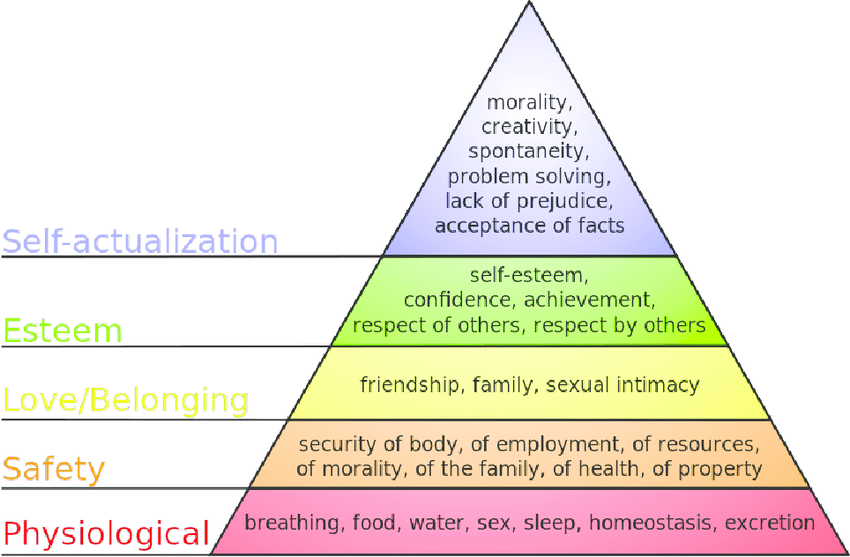 morality,
creativity,
spontaneity,
problem solving,
lack of prejudice,
acceptance of facts
Self-actualization
self-esteem,
confidence, achievement,
respect of others, respect by others
Esteem
friendship, family, sexual intimacy
Love/Belonging
security of body, of employment, of resources,
of morality, of the family, of health, of property
Safety
breathing, food, water, sex, sleep, homeostasis, excretion
Physiological